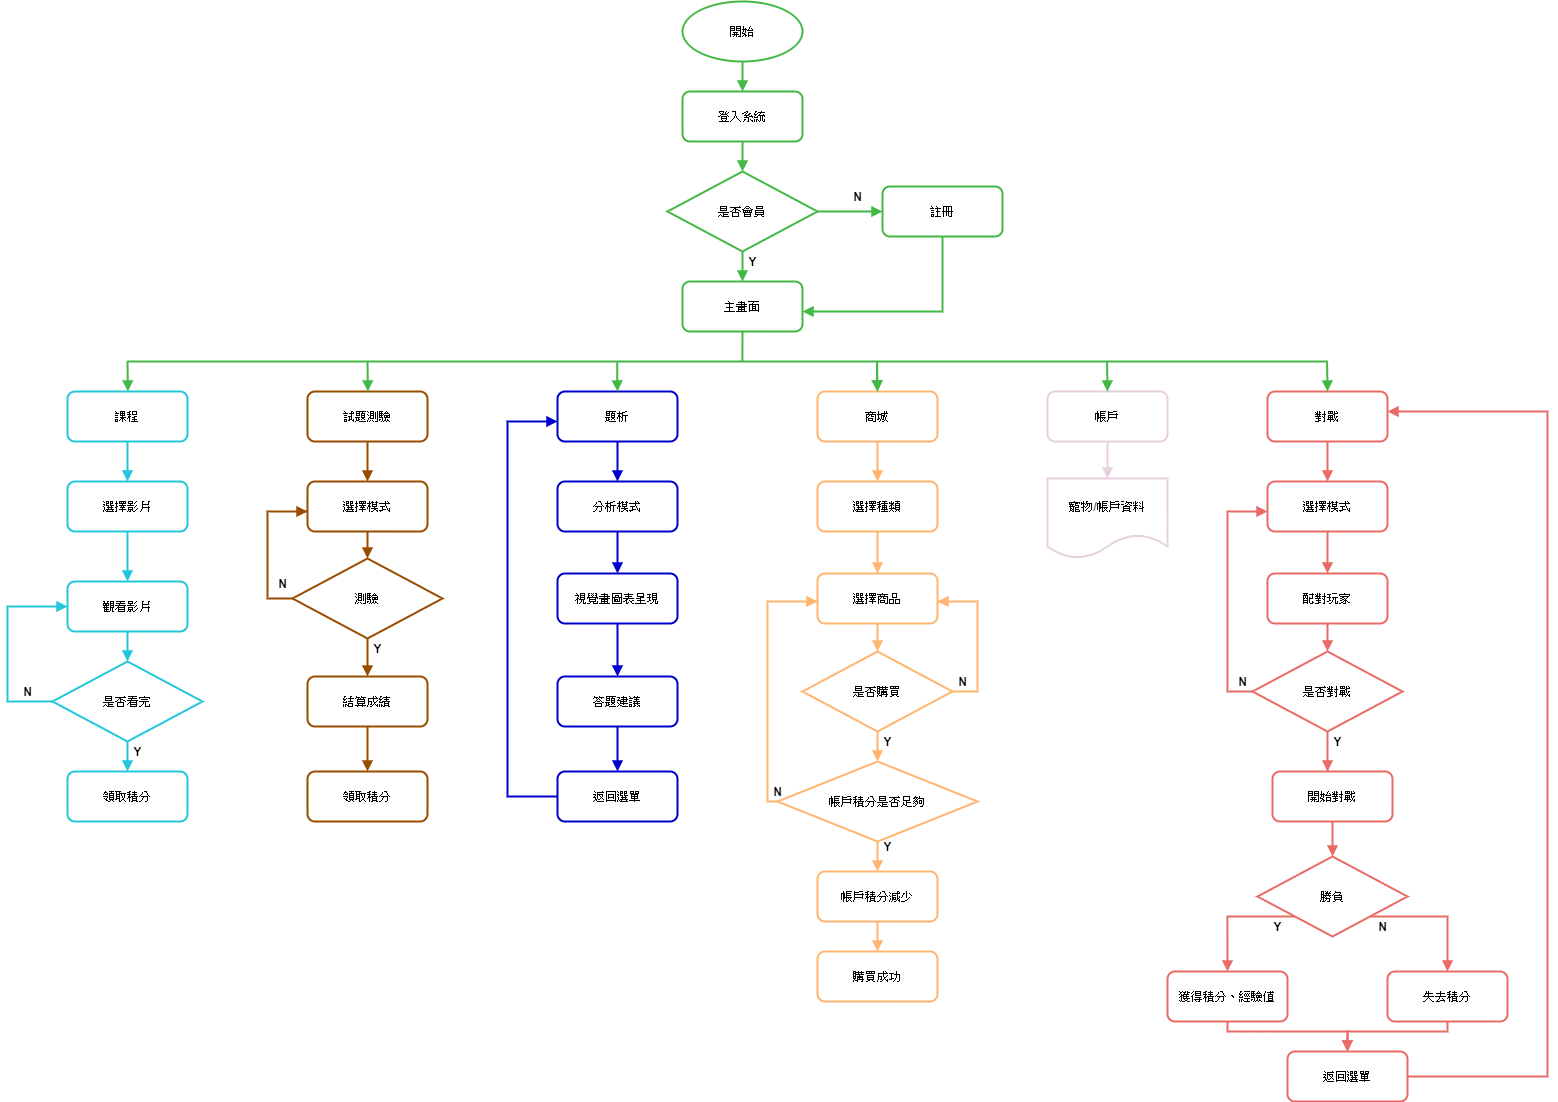 開始
登入系統
是否會員
N
註冊
Y
主畫面
課程
選擇影片
觀看影片
是否看完
N
Y
領取積分
試題測驗
選擇模式
測驗
N
Y
結算成績
領取積分
題析
分析模式
視覺畫圖表呈現
答題建議
返回選單
商城
選擇種類
選擇商品
是否購買
N
Y
帳戶積分是否足夠
N
Y
帳戶積分減少
購買成功
帳戶
寵物/帳戶資料
對戰
選擇模式
配對玩家
是否對戰
N
Y
開始對戰
勝負
Y
N
獲得積分、經驗值
失去積分
返回選單